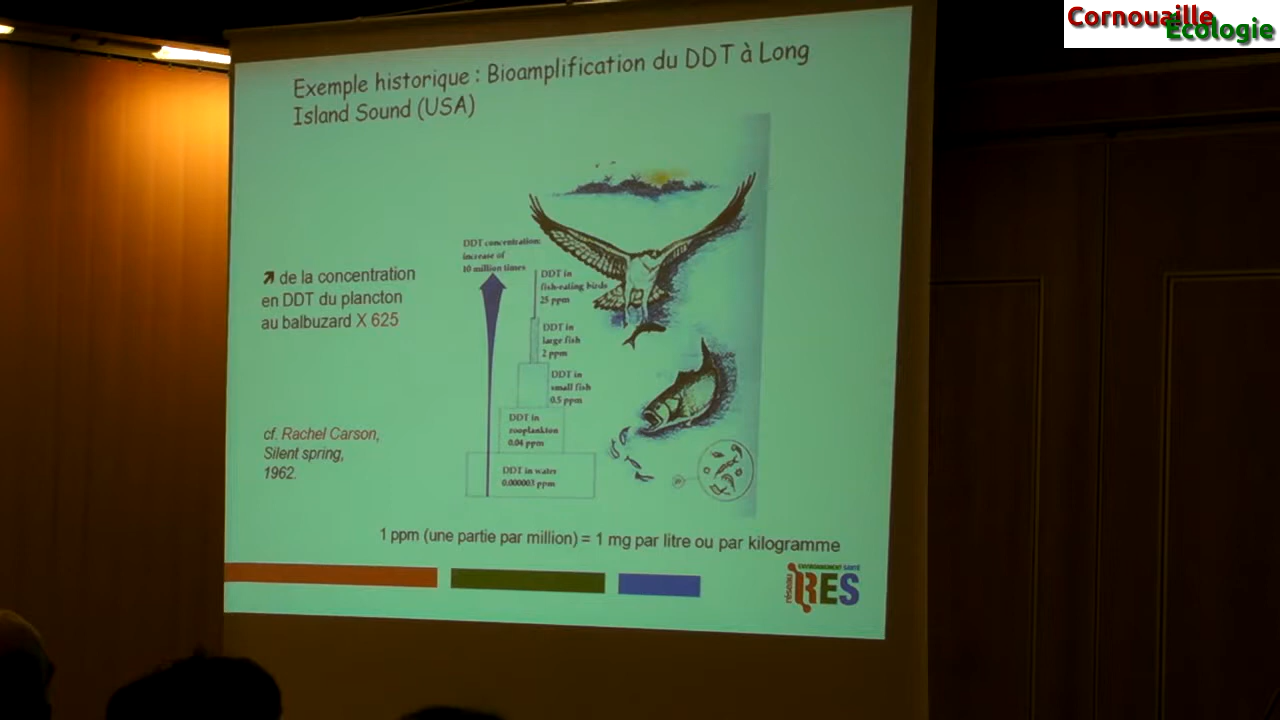 Cornouaille
Écologie
Exemple historique : Bioamplification du DDT à Long
Island Sound (USA)
DDT concentration:
increase of
10 million times
DDT in
fish-eating birds
25 ppm
↗ de la concentration
en DDT du plancton
au balbuzard X 625
DDT in
large fish
2 ppm
DDT in
small fish
0.5 ppm
DDT in
zooplankton
0.04 ppm
cf. Rachel Carson,
Silent spring,
1962.
DDT in water
0.000003 ppm
1 ppm (une partie par million) = 1 mg par litre ou par kilogramme
réseau
ENVIRONNEMENT SANTÉ
RES